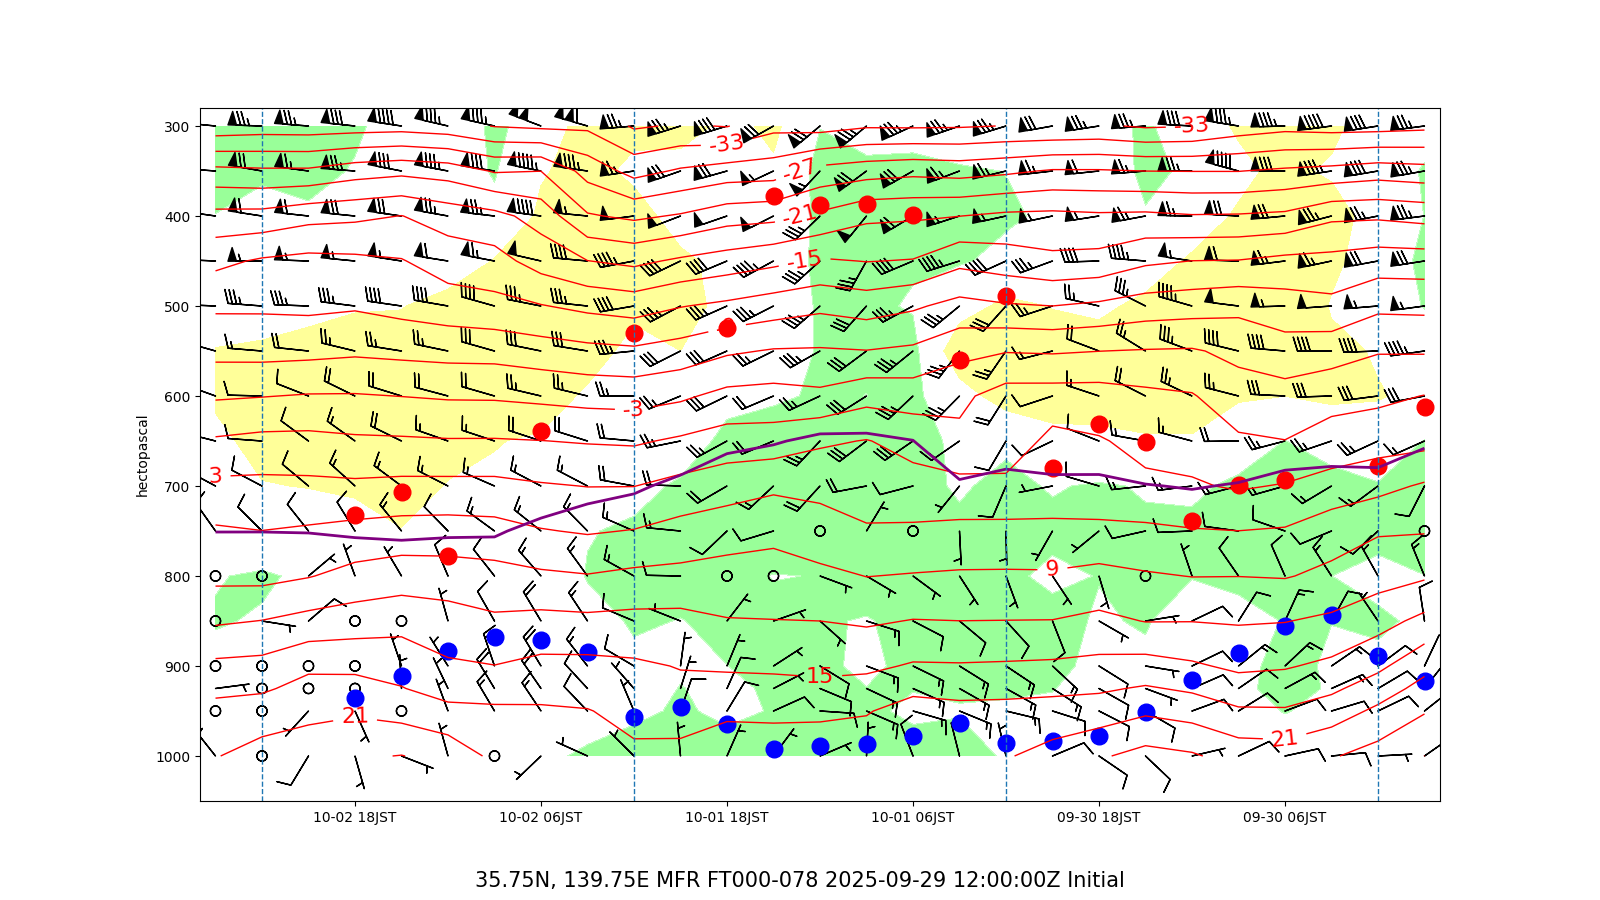 300
400
500
600
700
800
900
1000
hectopascal
-33
-33
-27
-21
-15
-3
3
9
15
21
21
10-02 18JST
10-02 06JST
10-01 18JST
10-01 06JST
09-30 18JST
09-30 06JST
35.75N, 139.75E MFR FT000-078 2025-09-29 12:00:00Z Initial